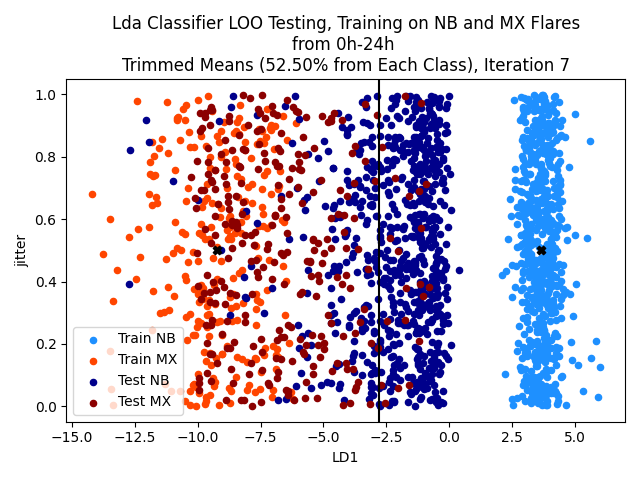 Lda Classifier LOO Testing, Training on NB and MX Flares
from 0h-24h
Trimmed Means (52.50% from Each Class), Iteration 7
1.0
0.8
0.6
0.4
0.2
0.0
jitter
Train NB
Train MX
Test NB
Test MX
−15.0 −12.5 −10.0 −7.5 −5.0 −2.5 0.0 2.5 5.0
LD1